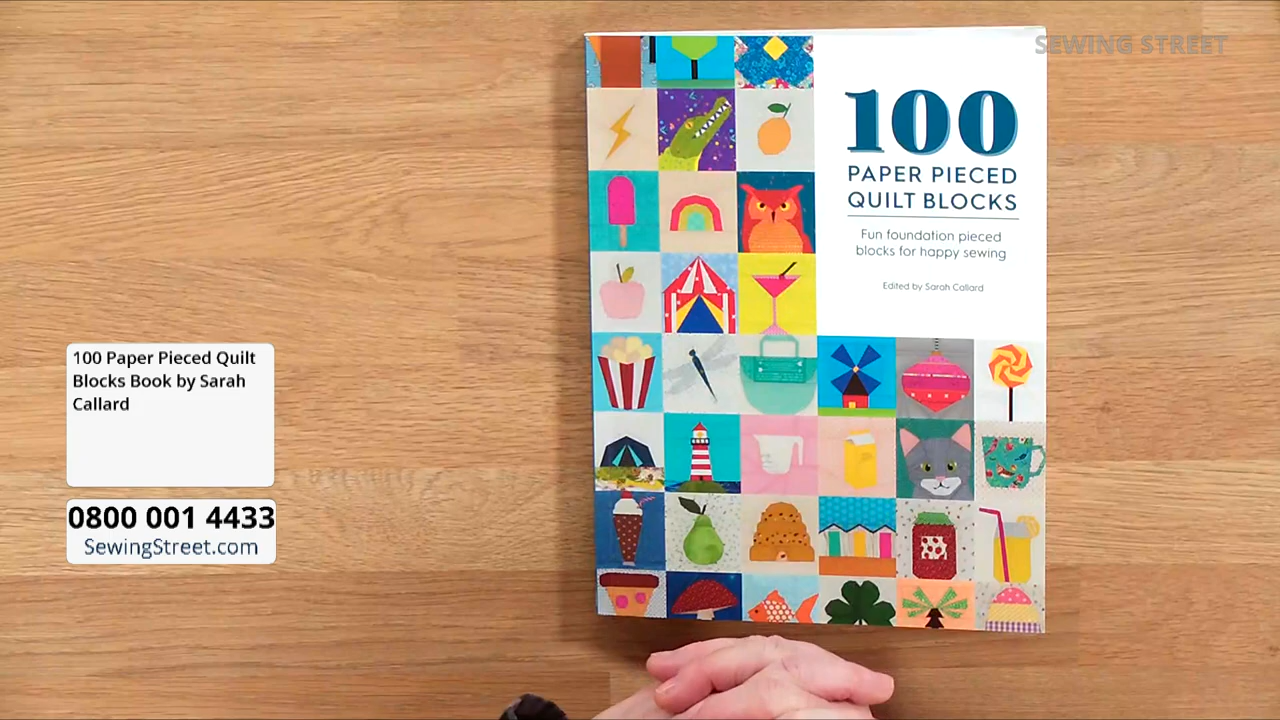 SEWING STREET
100
PAPER PIECED
QUILT BLOCKS
Fun foundation pieced
blocks for happy sewing
Edited by Sarah Callard
100 Paper Pieced Quilt
Blocks Book by Sarah
Callard
0800 001 4433
SewingStreet.com